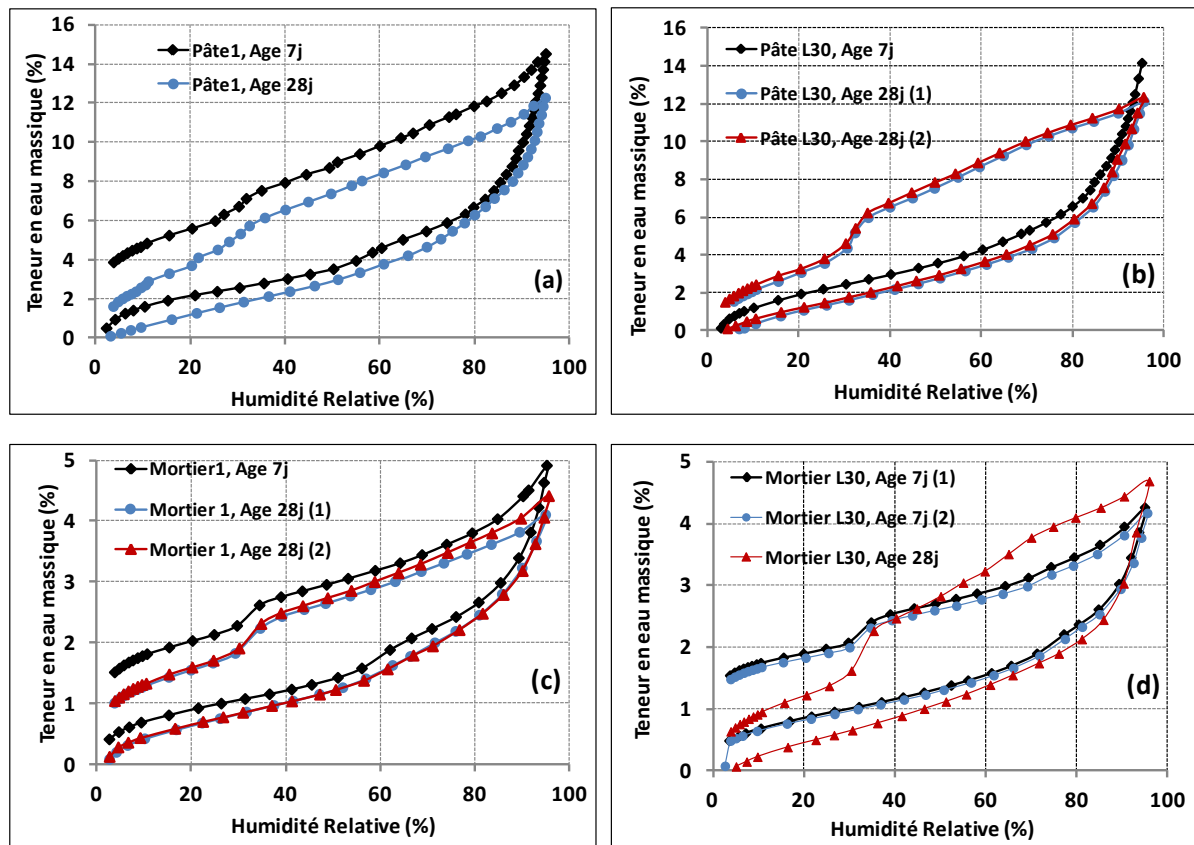 Teneur en eau massique (%)
16
14
12
10
8
6
4
2
0
Pâte1, Age 7j
Pâte1, Age 28j
(a)
0 20 40 60 80 100
Humidité Relative (%)
Teneur en eau massique (%)
16
14
12
10
8
6
4
2
0
Pâte L30, Age 7j
Pâte L30, Age 28j (1)
Pâte L30, Age 28j (2)
(b)
0 20 40 60 80 100
Humidité Relative (%)
Teneur en eau massique (%)
5
4
3
2
1
0
Mortier1, Age 7j
Mortier 1, Age 28j (1)
Mortier 1, Age 28j (2)
(c)
0 20 40 60 80 100
Humidité Relative (%)
Teneur en eau massique (%)
5
4
3
2
1
0
Mortier L30, Age 7j (1)
Mortier L30, Age 7j (2)
Mortier L30, Age 28j
(d)
0 20 40 60 80 100
Humidité Relative (%)